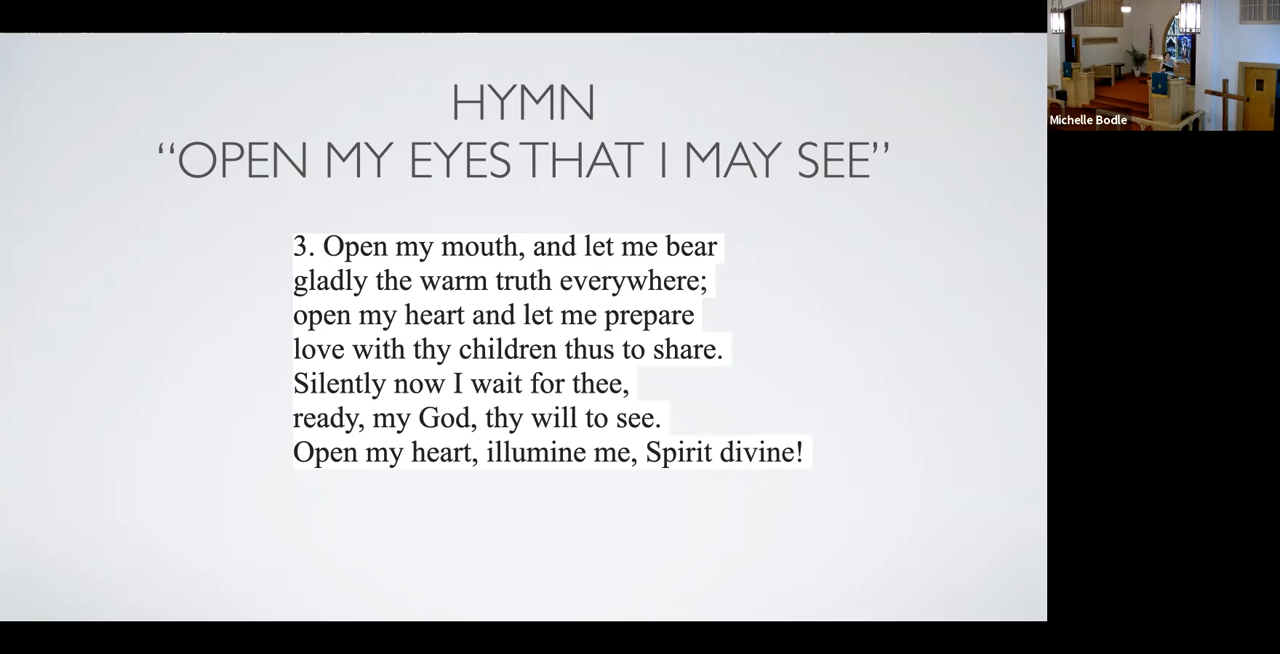 HYMN
“OPEN MY EYES THAT I MAY SEE”
3. Open my mouth, and let me bear
gladly the warm truth everywhere;
open my heart and let me prepare
love with thy children thus to share.
Silently now I wait for thee,
ready, my God, thy will to see.
Open my heart, illumine me, Spirit divine!
Michelle Bodle